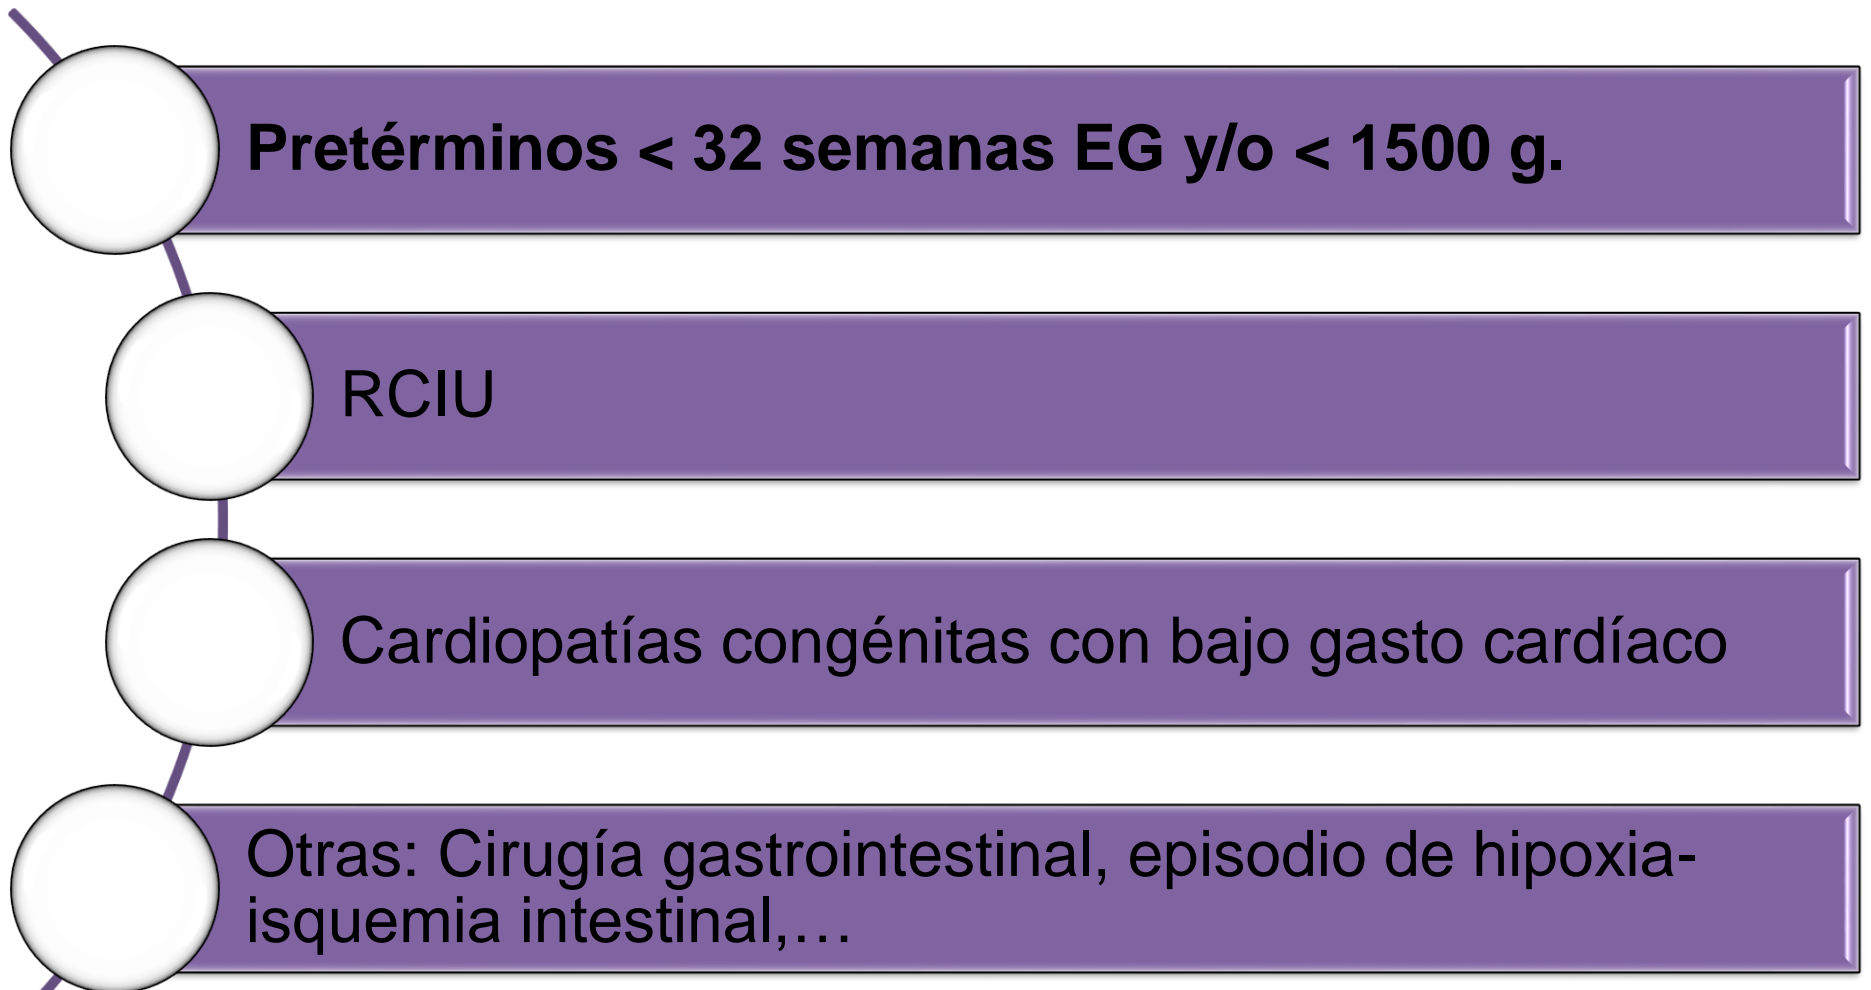 Pretérminos < 32 semanas EG y/o < 1500 g.
RCIU
Cardiopatías congénitas con bajo gasto cardíaco
Otras: Cirugía gastrointestinal, episodio de hipoxia-
isquemia intestinal,…